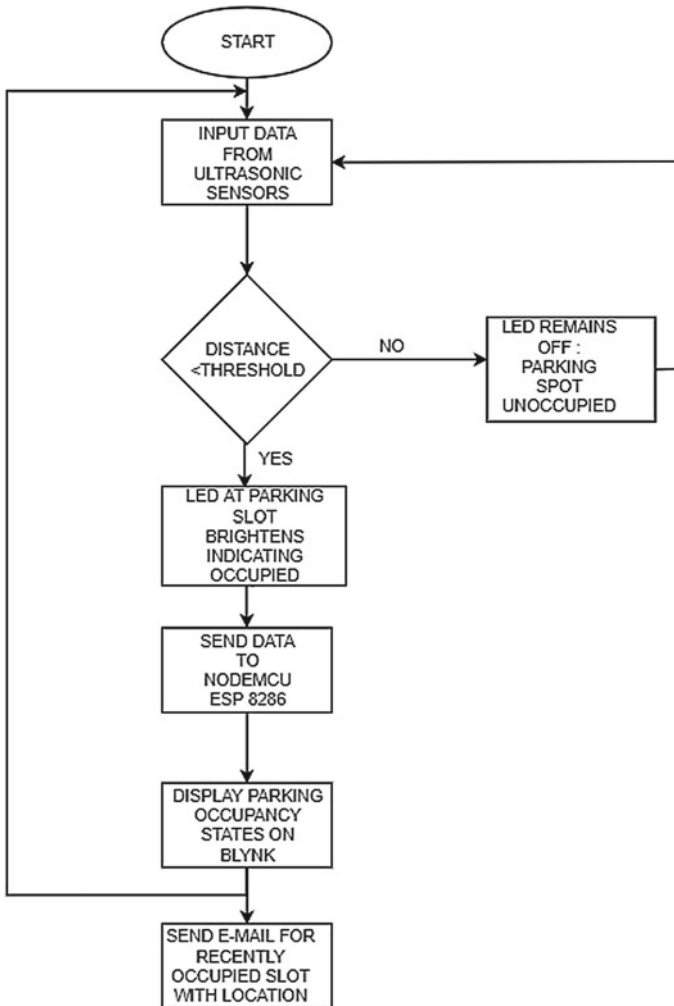 START
INPUT DATA
FROM
ULTRASONIC
SENSORS
DISTANCE
<THRESHOLD
NO
LED REMAINS
OFF :
PARKING
SPOT
UNOCCUPIED
YES
LED AT PARKING
SLOT
BRIGHTENS
INDICATING
OCCUPIED
SEND DATA
TO
NODEMCU
ESP 8286
DISPLAY PARKING
OCCUPANCY
STATES ON
BLYNK
SEND E-MAIL FOR
RECENTLY
OCCUPIED SLOT
WITH LOCATION